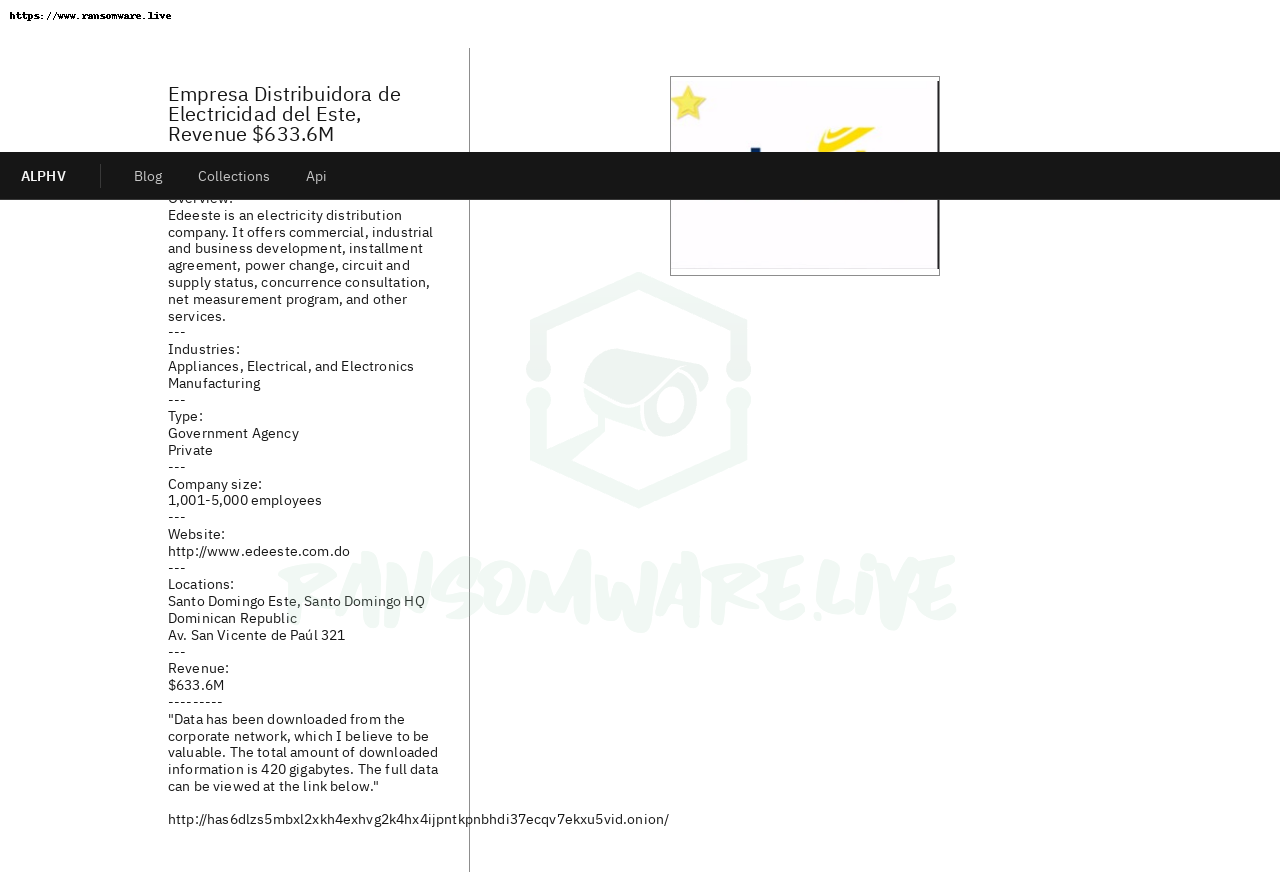 https://www.ransomware.live
Empresa Distribuidora de
Electricidad del Este,
Revenue $633.6M
ALPHV
Blog
Collections
Api
Overview:
Edeeste is an electricity distribution
company. It offers commercial, industrial
and business development, installment
agreement, power change, circuit and
supply status, concurrence consultation,
net measurement program, and other
services.
---
Industries:
Appliances, Electrical, and Electronics
Manufacturing
---
Type:
Government Agency
Private
---
Company size:
1,001-5,000 employees
---
Website:
http://www.edeeste.com.do
---
Locations:
Santo Domingo Este, Santo Domingo HQ
Dominican Republic
Av. San Vicente de Paúl 321
---
Revenue:
$633.6M
---------
"Data has been downloaded from the
corporate network, which I believe to be
valuable. The total amount of downloaded
information is 420 gigabytes. The full data
can be viewed at the link below."
http://has6dlzs5mbxl2xkh4exhvg2k4hx4ijpntkpnbhdi37ecqv7ekxu5vid.onion/
RANSOMWARE.LIVE